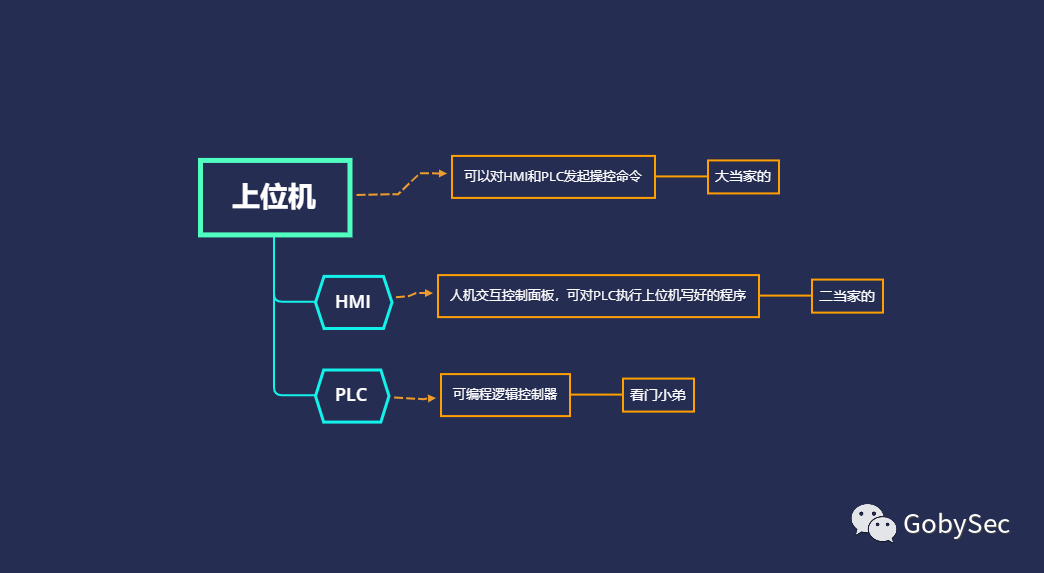 上位机
可以对HMI和PLC发起操控命令
大当家的
HMI
人机交互控制面板，可对PLC执行上位机写好的程序
二当家的
PLC
可编程逻辑控制器
看门小弟
GobySec